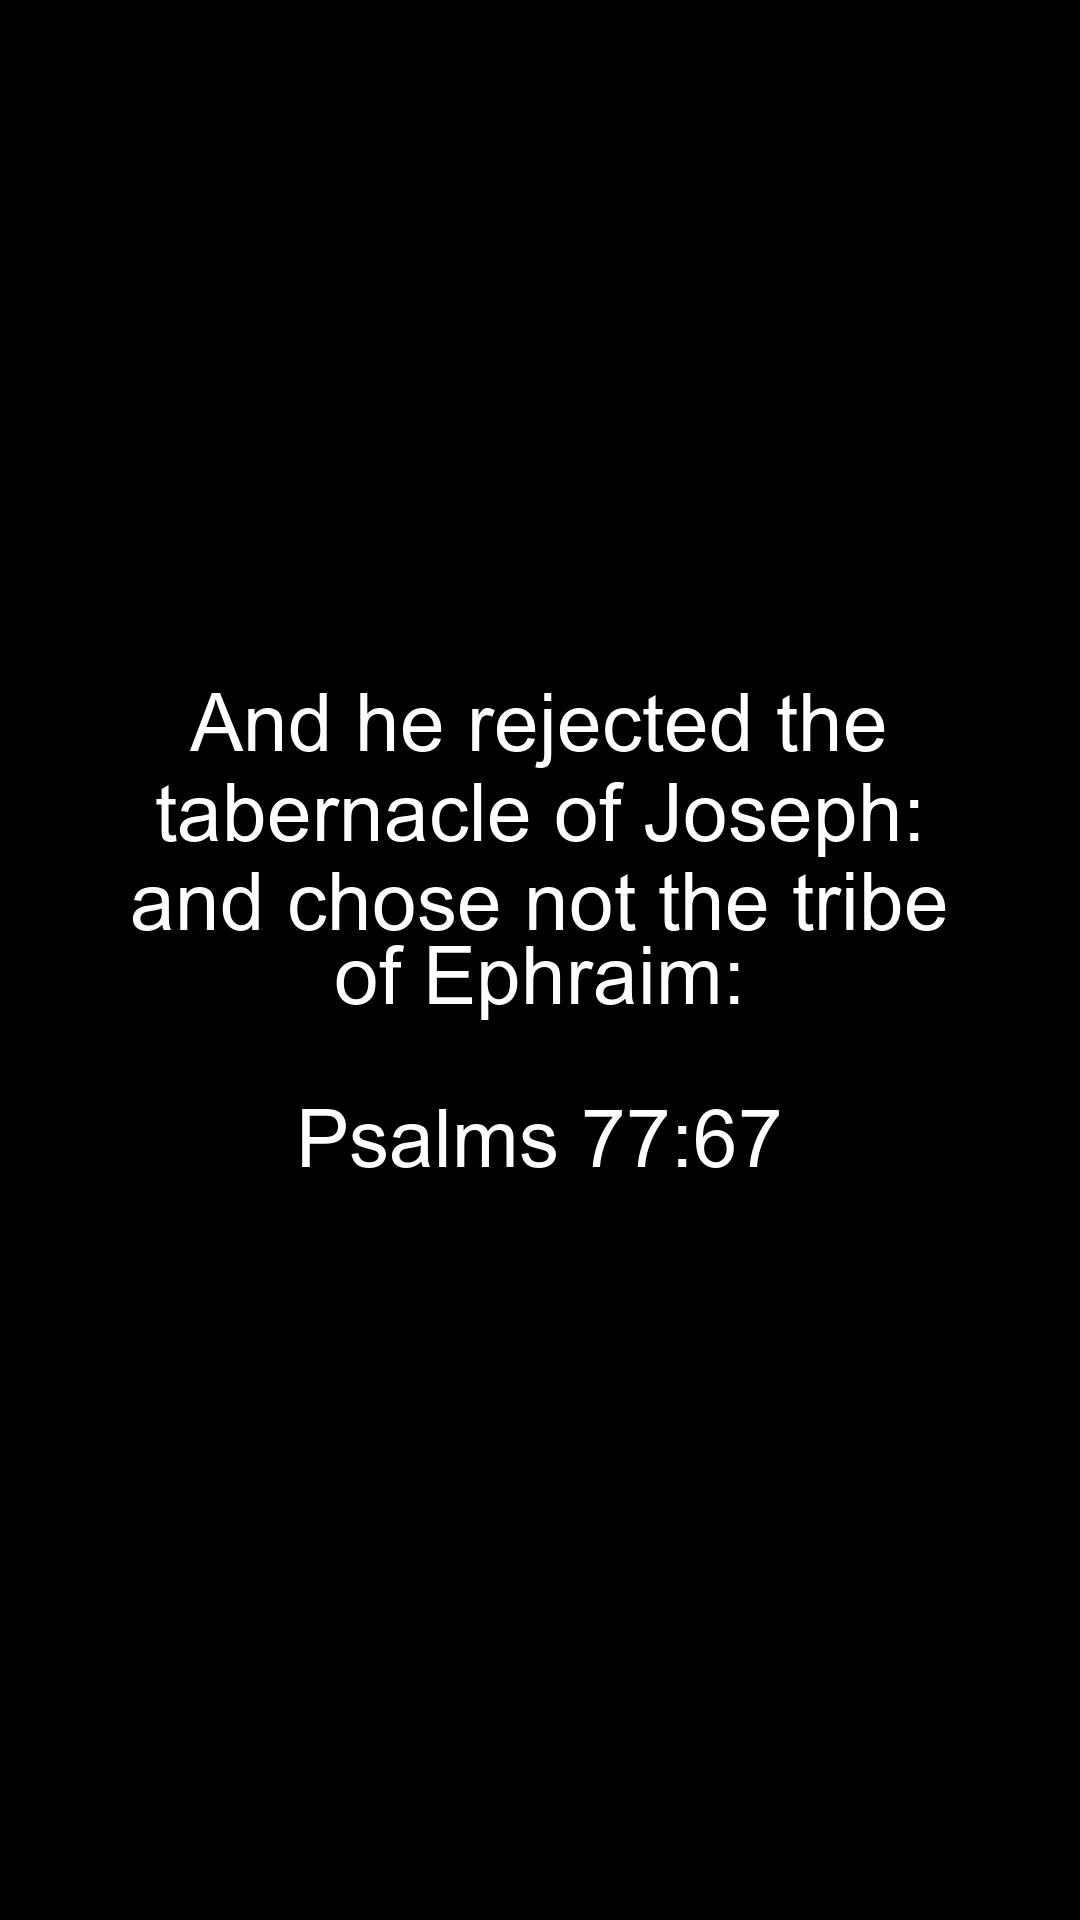 And he rejected the
tabernacle of Joseph:
and chose not the tribe
of Ephraim:
Psalms 77:67